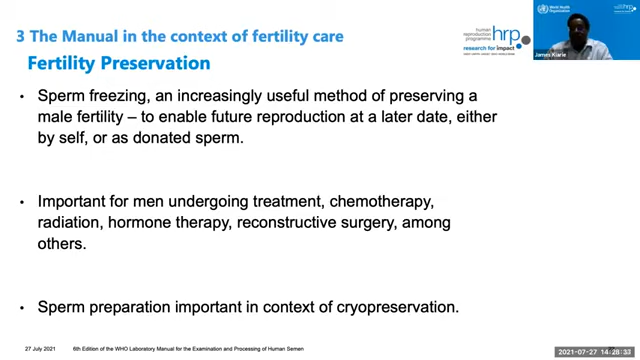 3 The Manual in the context of fertility care
Fertility Preservation
human
reproduction
programme
hrp
research for impact
World Health
Organization
hrp
James Kiarie
• Sperm freezing, an increasingly useful method of preserving a
male fertility – to enable future reproduction at a later date, either
by self, or as donated sperm.
• Important for men undergoing treatment, chemotherapy,
radiation, hormone therapy, reconstructive surgery, among
others.
• Sperm preparation important in context of cryopreservation.
27 July 2021
6th Edition of the WHO Laboratory Manual for the Examination and Processing of Human Semen
2021-07-27 14:28:33